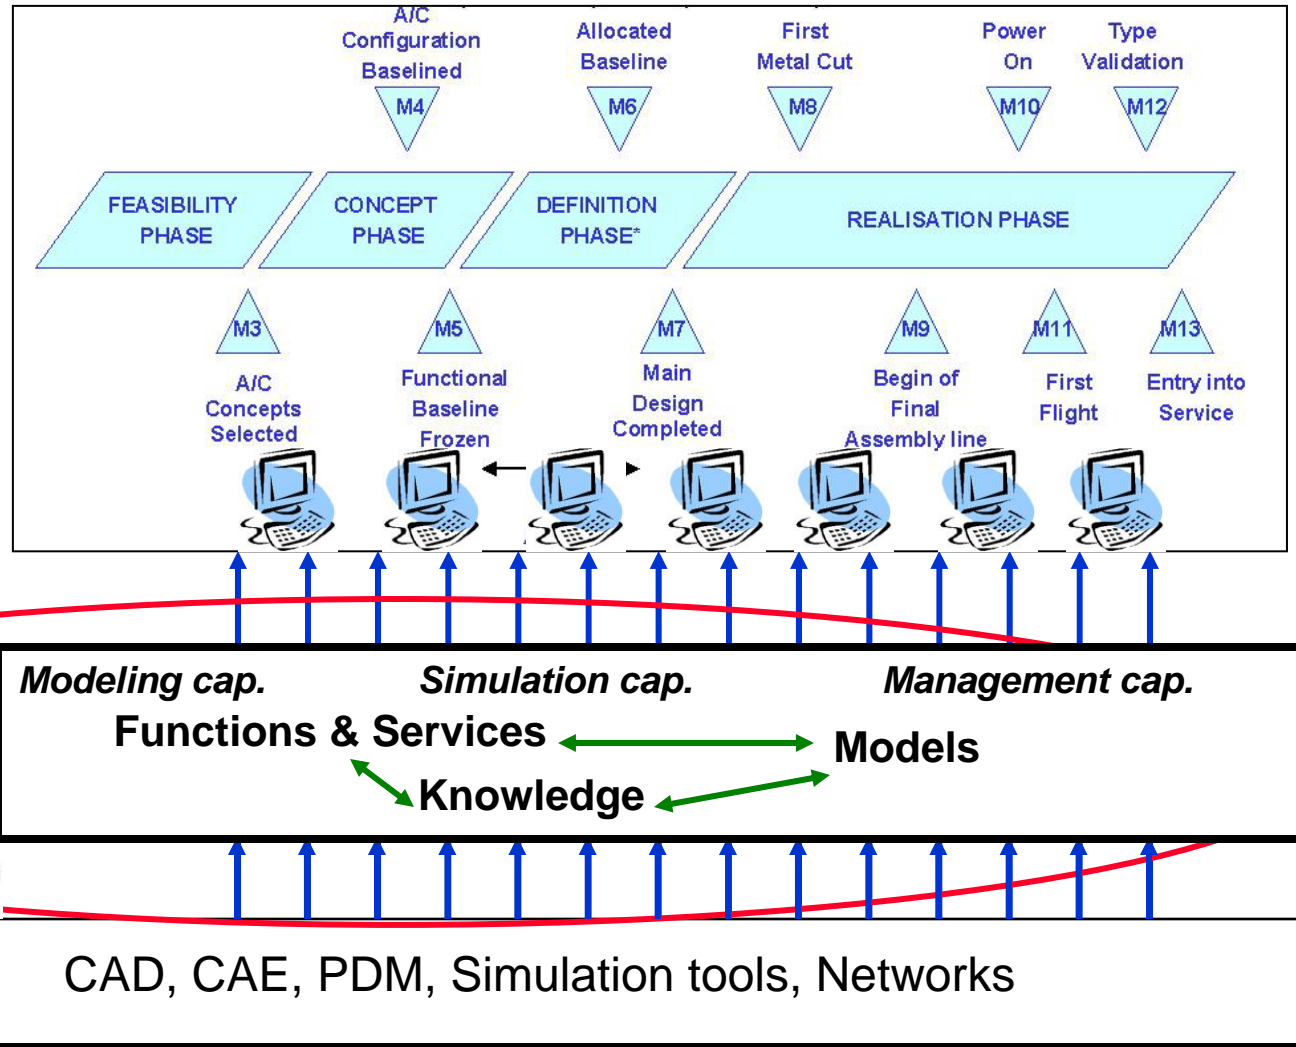 A/C
Configuration
Baselined
Allocated
Baseline
First
Metal Cut
Power
On
Type
Validation
M4
M6
M8
M10
M12
FEASIBILITY
PHASE
CONCEPT
PHASE
DEFINITION
PHASE*
REALISATION PHASE
M3
M5
M7
M9
M11
M13
A/C
Concepts
Selected
Functional
Baseline
Frozen
Main
Design
Completed
Begin of
Final
Assembly line
First
Flight
Entry into
Service
Modeling cap.
Simulation cap.
Management cap.
Functions & Services
Models
Knowledge
CAD, CAE, PDM, Simulation tools, Networks